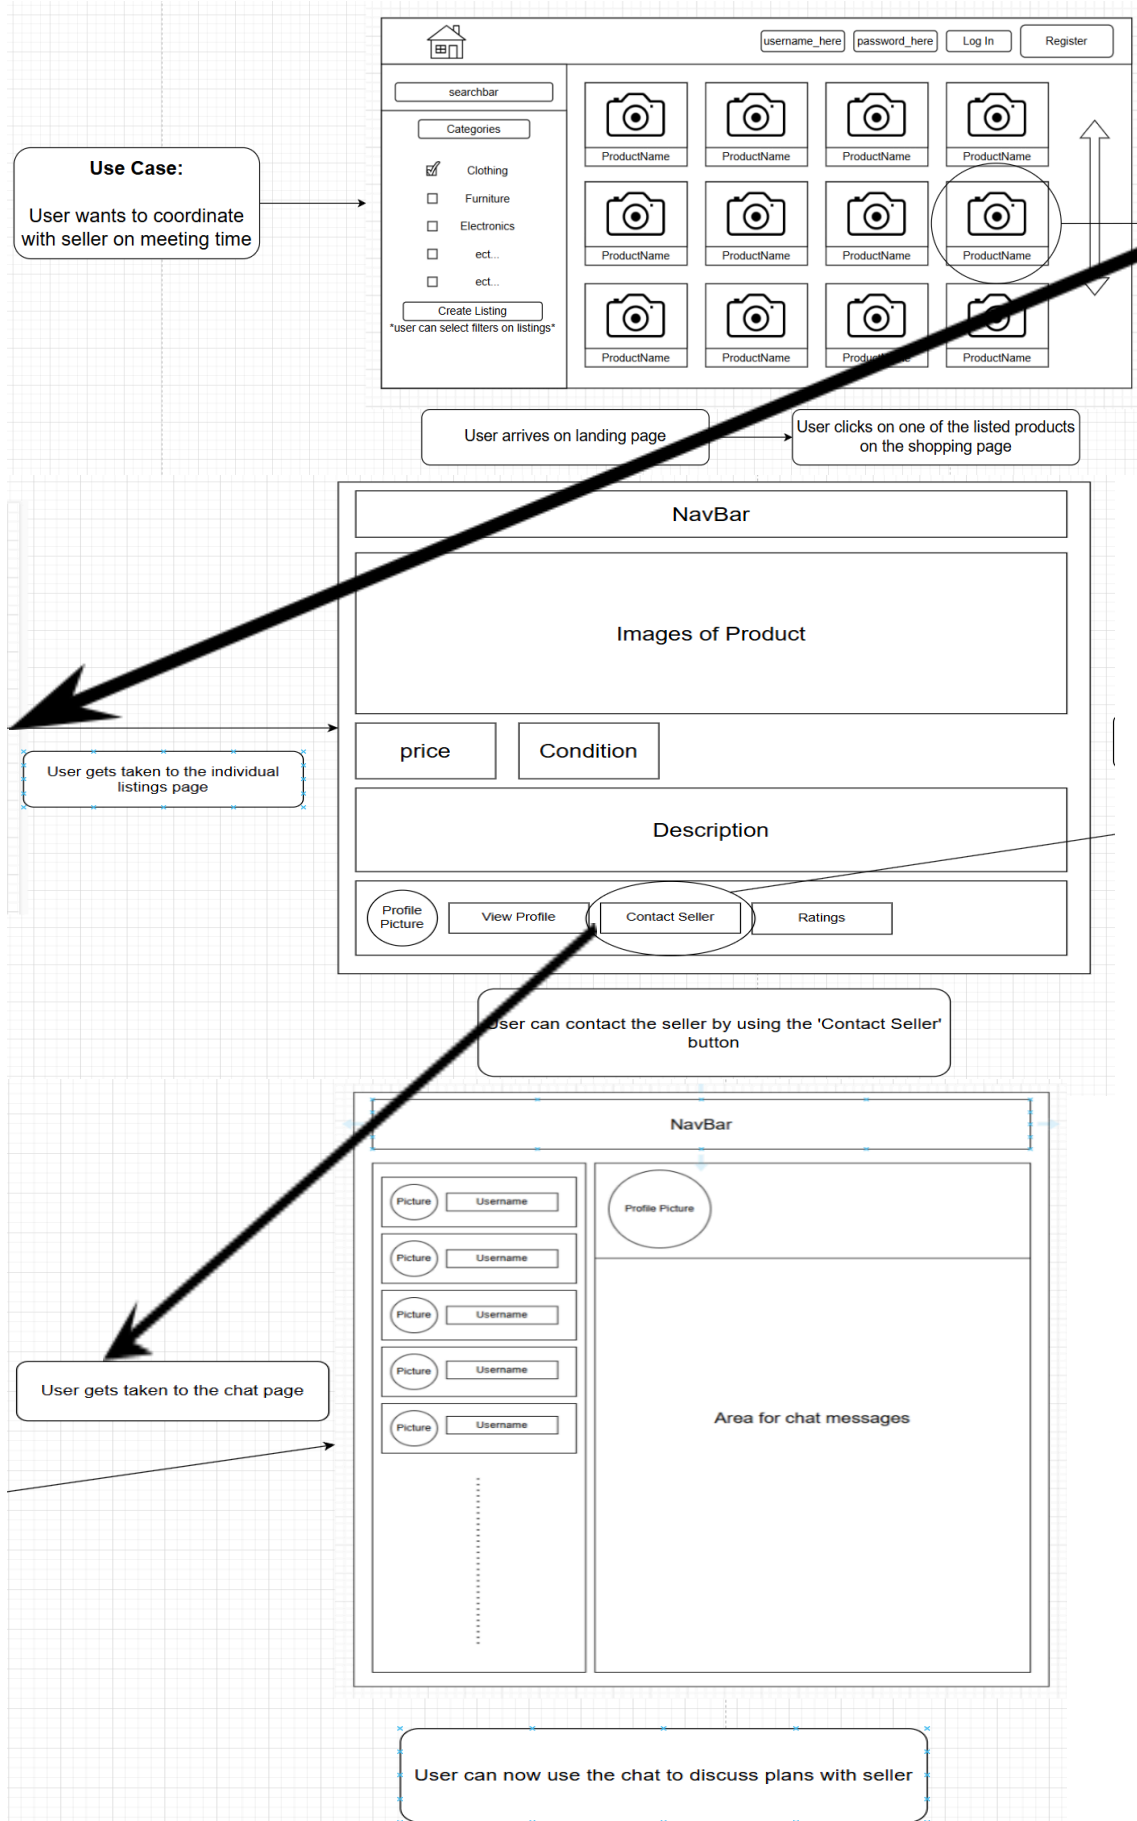 username_here
password_here
Log In
Register
searchbar
Categories
Clothing
Furniture
Electronics
ect...
ect...
Create Listing
*user can select filters on listings*
ProductName
ProductName
ProductName
ProductName
ProductName
ProductName
ProductName
ProductName
ProductName
ProductName
ProductName
ProductName
Use Case:
User wants to coordinate
with seller on meeting time
User arrives on landing page
User clicks on one of the listed products
on the shopping page
NavBar
Images of Product
price
Condition
User gets taken to the individual
listings page
Description
Profile
Picture
View Profile
Contact Seller
Ratings
User can contact the seller by using the 'Contact Seller'
button
NavBar
Picture
Username
Picture
Username
Picture
Username
Picture
Username
Picture
Username
Profile Picture
Area for chat messages
User gets taken to the chat page
User can now use the chat to discuss plans with seller